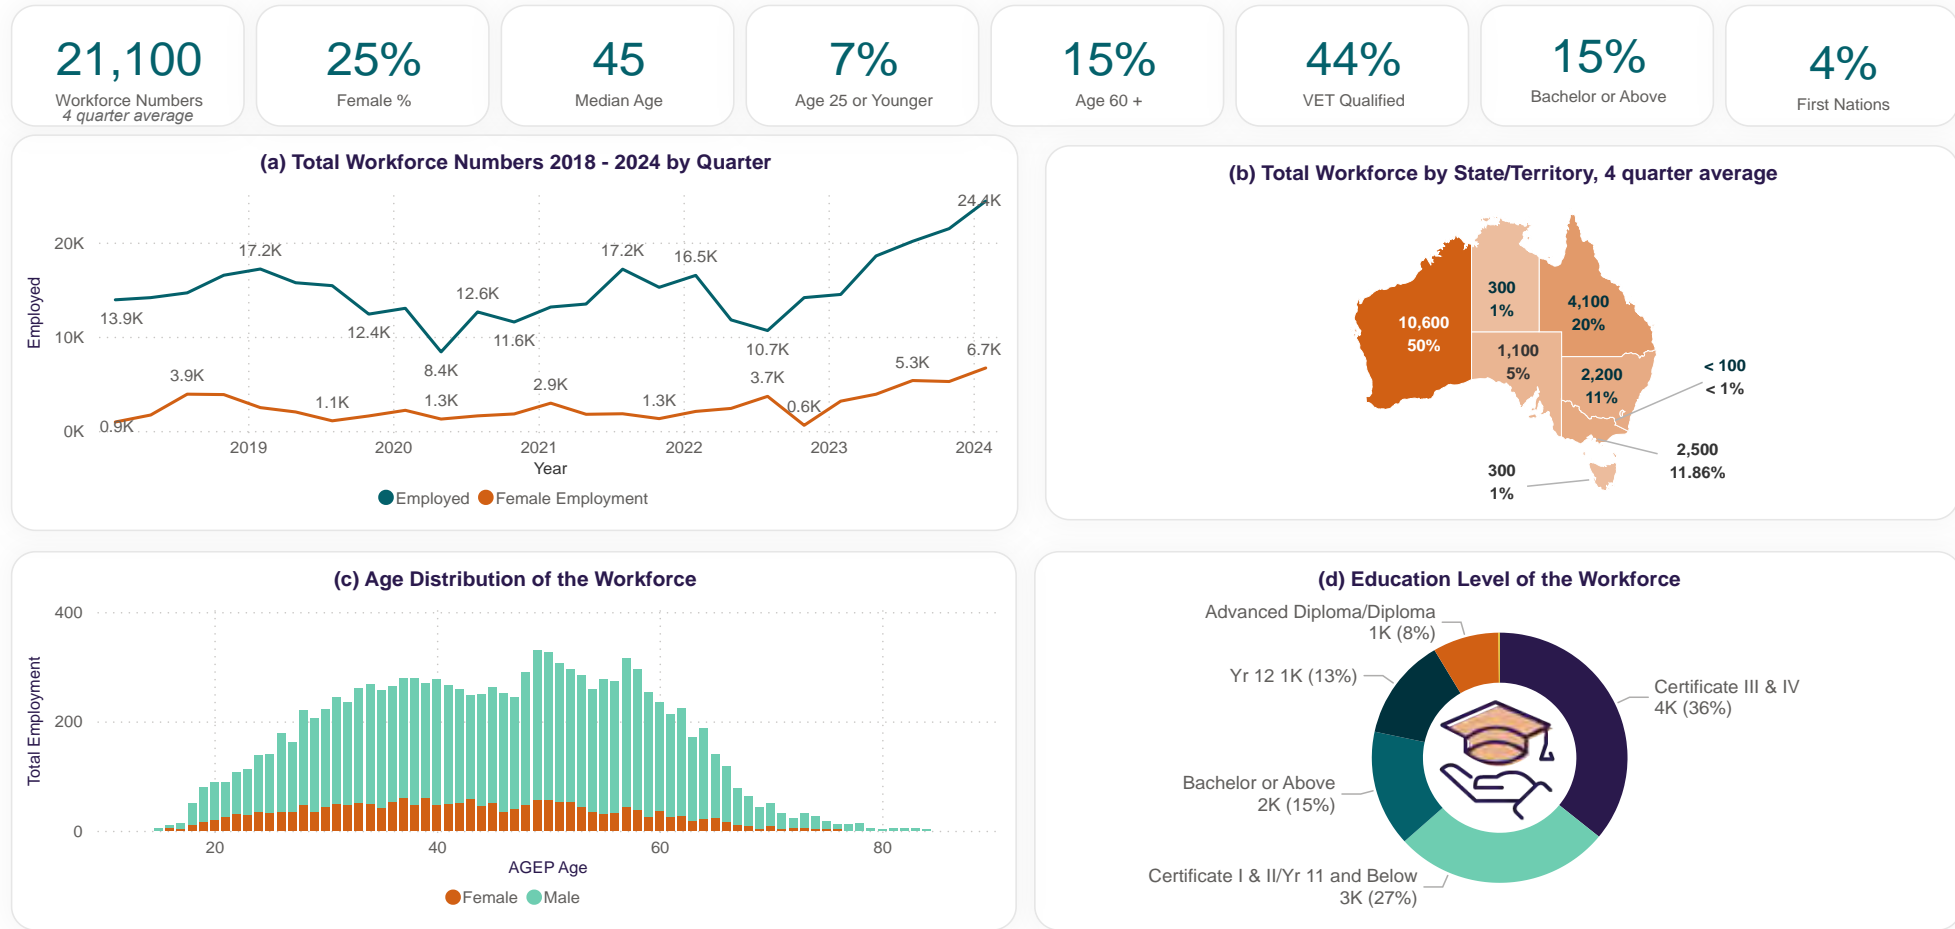 21,100
Workforce Numbers
4 quarter average
25%
Female %
45
Median Age
7%
Age 25 or Younger
15%
Age 60 +
44%
VET Qualified
15%
Bachelor or Above
4%
First Nations
(a) Total Workforce Numbers 2018 - 2024 by Quarter
Employed
20K
10K
0K
13.9K
17.2K
12.4K
8.4K
12.6K
11.6K
17.2K
16.5K
10.7K
24.4K
0.9K
3.9K
1.1K
1.3K
2.9K
1.3K
3.7K
0.6K
5.3K
6.7K
2019
2020
2021
2022
2023
2024
Year
Employed
Female Employment
(b) Total Workforce by State/Territory, 4 quarter average
10,600
50%
300
1%
4,100
20%
1,100
5%
2,200
11%
< 100
< 1%
2,500
11.86%
300
1%
(c) Age Distribution of the Workforce
Total Employment
400
200
0
20
40
60
80
AGEP Age
Female
Male
(d) Education Level of the Workforce
Advanced Diploma/Diploma
1K (8%)
Yr 12 1K (13%)
Certificate III & IV
4K (36%)
Bachelor or Above
2K (15%)
Certificate I & II/Yr 11 and Below
3K (27%)